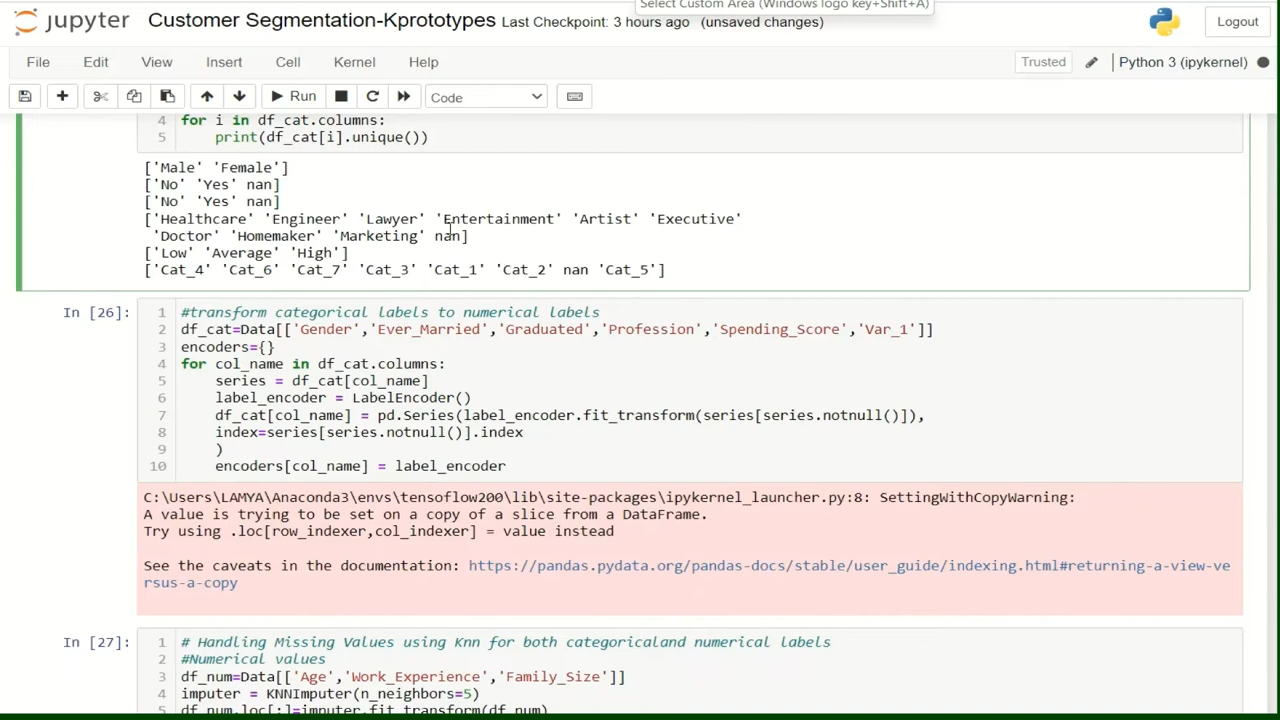 Select Custom Area (Windows logo key+Shift+A)
jupyter Customer Segmentation-Kprototypes Last Checkpoint: 3 hours ago (unsaved changes) Logout
File Edit View Insert Cell Kernel Help Trusted Python 3 (ipykernel)
Run Code
4 for i in df_cat.columns:
5 print(df_cat[i].unique())
['Male' 'Female']
['No' 'Yes' nan]
['No' 'Yes' nan]
['Healthcare' 'Engineer' 'Lawyer' 'Entertainment' 'Artist' 'Executive'
'Doctor' 'Homemaker' 'Marketing' nan]
['Low' 'Average' 'High']
['Cat_4' 'Cat_6' 'Cat_7' 'Cat_3' 'Cat_1' 'Cat_2' nan 'Cat_5']
In [26]: 1 #transform categorical labels to numerical labels
2 df_cat=Data[['Gender','Ever_Married','Graduated','Profession','Spending_Score','Var_1']]
3 encoders={}
4 for col_name in df_cat.columns:
5 series = df_cat[col_name]
6 label_encoder = LabelEncoder()
7 df_cat[col_name] = pd.Series(label_encoder.fit_transform(series[series.notnull()]),
8 index=series[series.notnull()].index
9 )
10 encoders[col_name] = label_encoder
C:\Users\LAMYA\Anaconda3\envs\tensoflow200\lib\site-packages\ipykernel_launcher.py:8: SettingWithCopyWarning:
A value is trying to be set on a copy of a slice from a DataFrame.
Try using .loc[row_indexer,col_indexer] = value instead
See the caveats in the documentation: https://pandas.pydata.org/pandas-docs/stable/user_guide/indexing.html#returning-a-view-ve
rsus-a-copy
In [27]: 1 # Handling Missing Values using Knn for both categoricaland numerical labels
2 #Numerical values
3 df_num=Data[['Age','Work_Experience','Family_Size']]
4 imputer = KNNImputer(n_neighbors=5)
5 df_num.loc[:]=imputer.fit_transform(df_num)